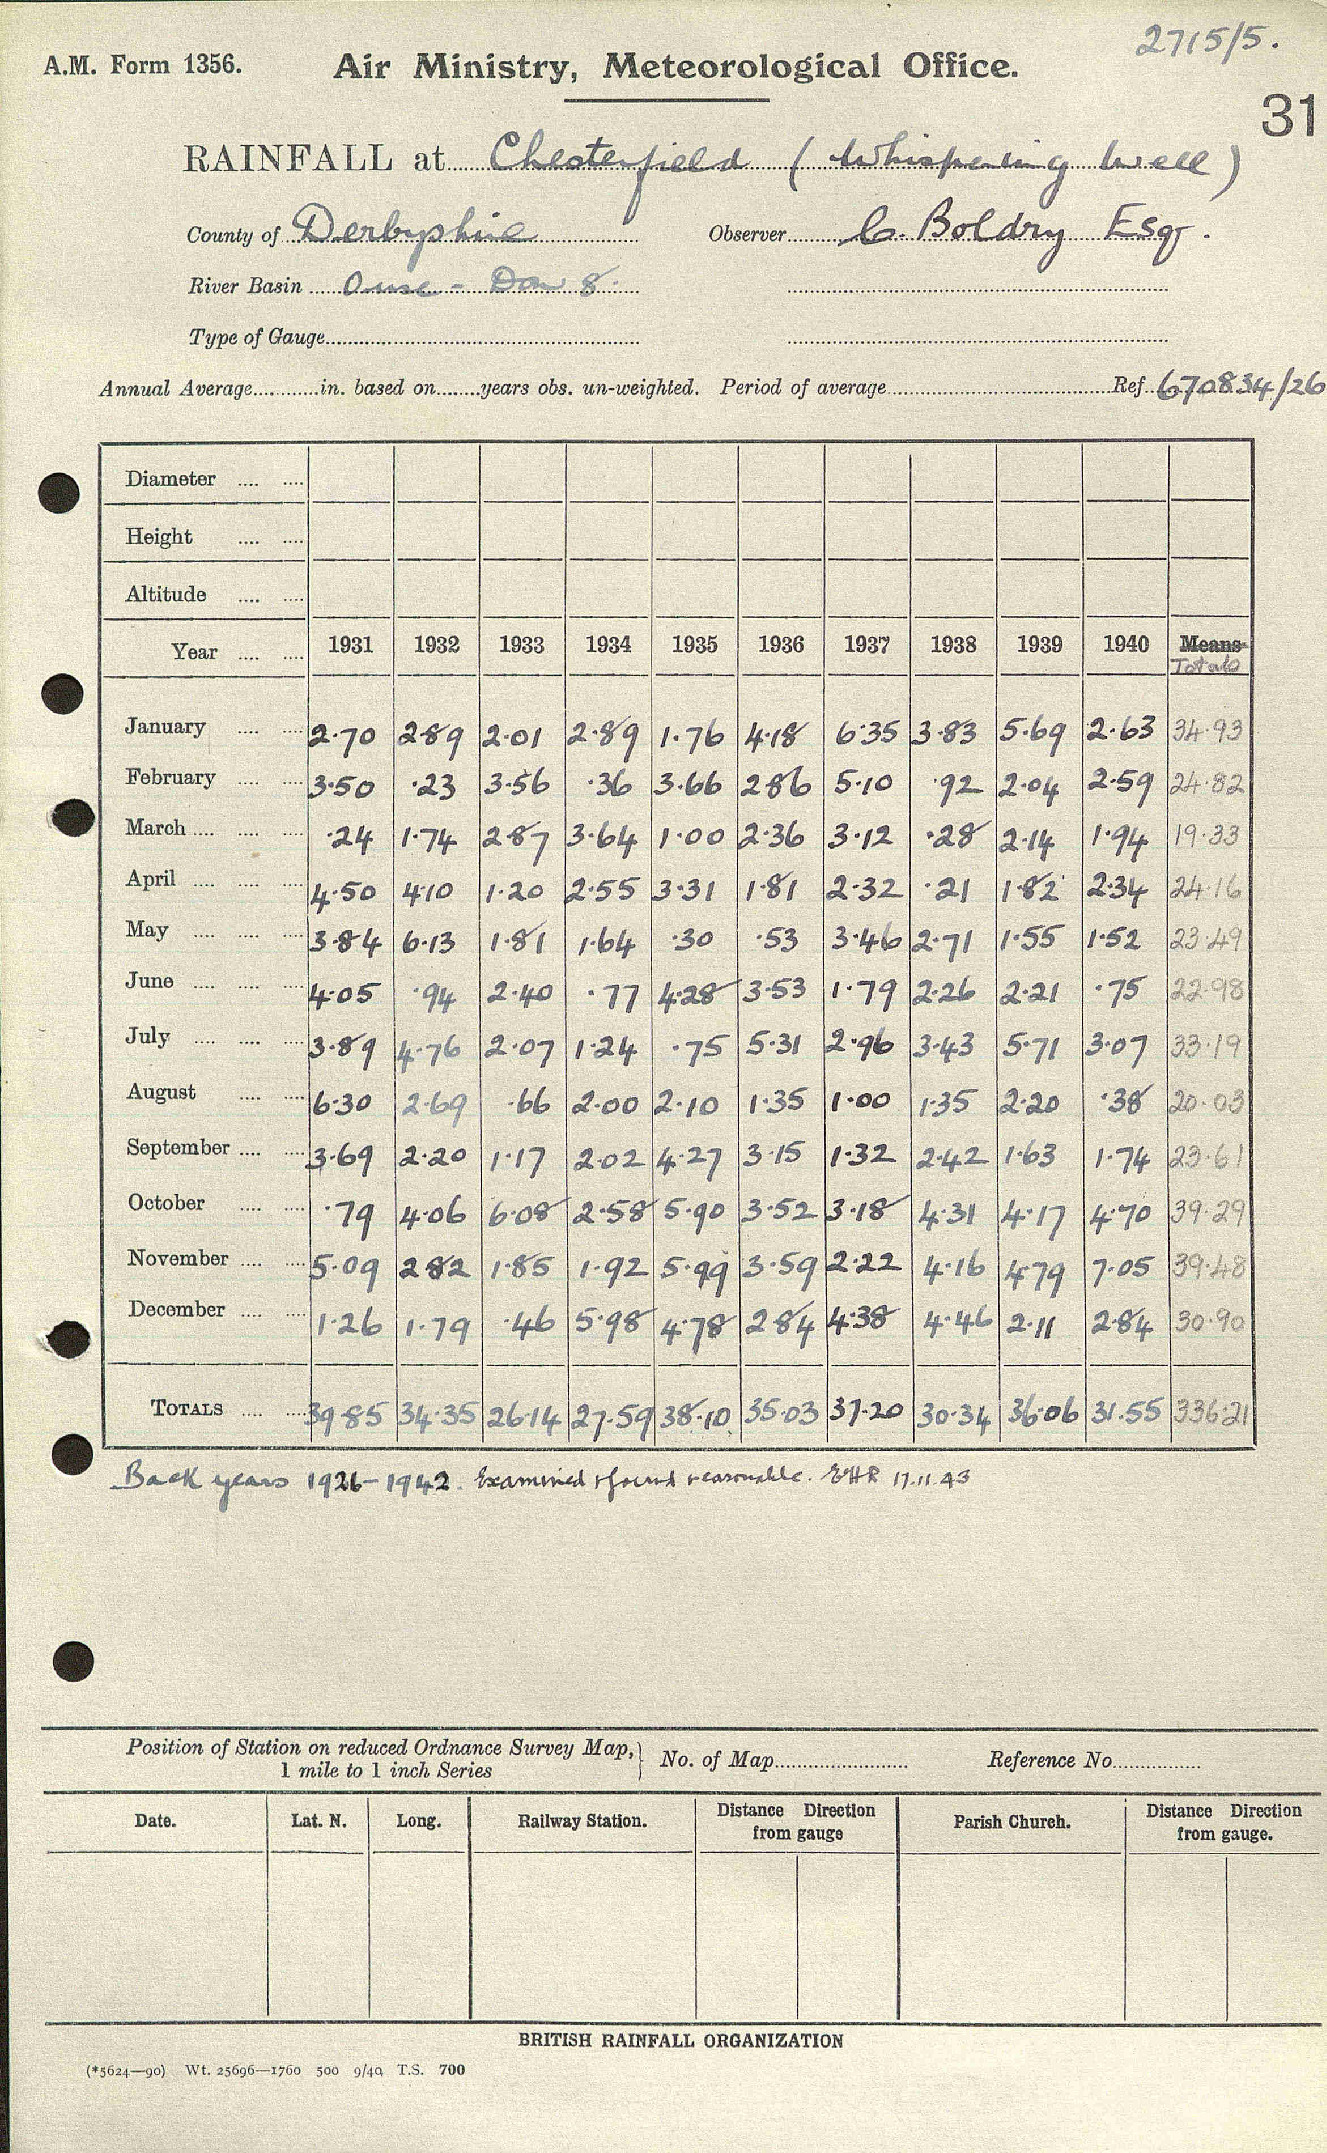 2715/5.
A.M. Form 1356. Air Ministry, Meteorological Office.
31
RAINFALL at Chesterfield (Whispering Well)
County of Derbyshire Observer C. Boldry Esq.
River Basin Ouse - Don 8.
Type of Gauge
Annual Average in. based on years obs. un-weighted. Period of average Ref. 670834/26
Diameter
Height
Altitude
Year 1931 1932 1933 1934 1935 1936 1937 1938 1939 1940 Means
Totals
January 2.70 2.89 2.01 2.89 1.76 4.18 6.35 3.83 5.69 2.63 34.93
February 3.50 .23 3.56 .36 3.66 2.86 5.10 .92 2.04 2.59 24.82
March .24 1.74 2.87 3.64 1.00 2.36 3.12 .28 2.14 1.94 19.33
April 4.50 4.10 1.20 2.55 3.31 1.81 2.32 .21 1.82 2.34 24.16
May 3.84 6.13 1.81 1.64 .30 .53 3.46 2.71 1.55 1.52 23.49
June 4.05 .94 2.40 .77 4.28 3.53 1.79 2.26 2.21 .75 22.98
July 3.89 4.76 2.07 1.24 .75 5.31 2.96 3.43 5.71 3.07 33.19
August 6.30 2.69 .66 2.00 2.10 1.35 1.00 1.35 2.20 .38 20.03
September 3.69 2.20 1.17 2.02 4.27 3.15 1.32 2.42 1.63 1.74 23.61
October .79 4.06 6.08 2.58 5.90 3.52 3.18 4.31 4.17 4.70 39.29
November 5.09 2.82 1.85 1.92 5.99 3.59 2.22 4.16 4.79 7.05 39.48
December 1.26 1.79 .46 5.98 4.78 2.84 4.38 4.46 2.11 2.84 30.90
TOTALS 39.85 34.35 26.14 27.59 38.10 35.03 37.20 30.34 36.06 31.55 336.21
Back years 1926-1942. Examined & found reasonable. EHR 17.11.43
Position of Station on reduced Ordnance Survey Map, } No. of Map Reference No.
1 mile to 1 inch Series
Date. Lat. N. Long. Railway Station. Distance from gauge Direction Parish Church. Distance Direction from gauge.
BRITISH RAINFALL ORGANIZATION
(*5624—90) Wt. 25696—1760 500 9/40 T.S. 700